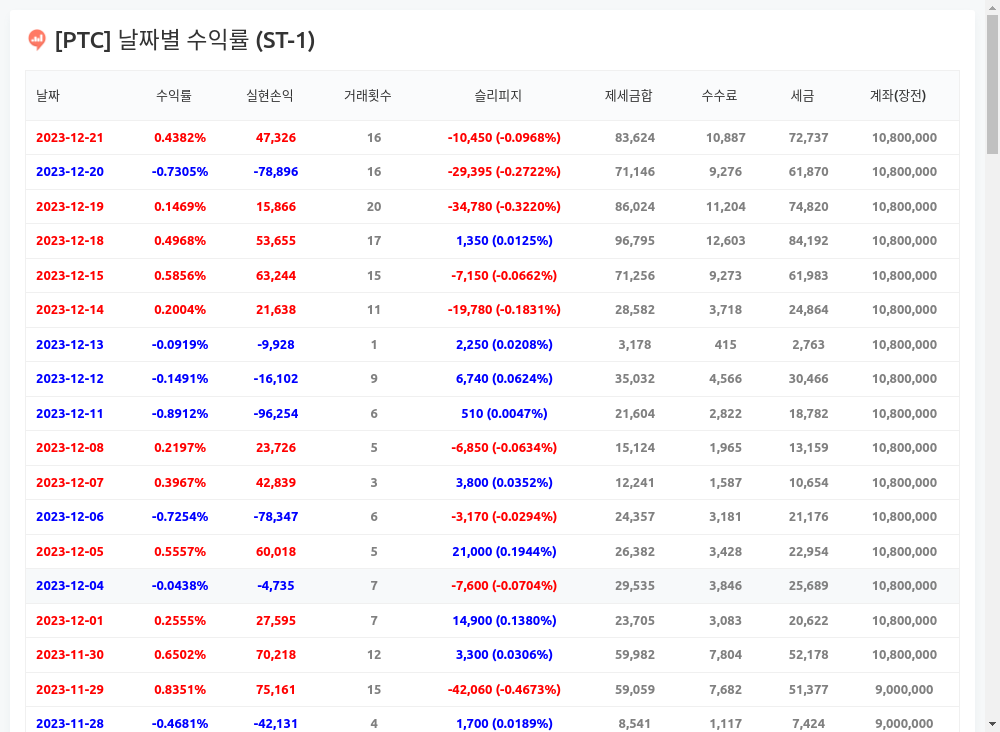 [PTC] 날짜별 수익률 (ST-1)
날짜 수익률 실현손익 거래횟수 슬리피지 제세금합 수수료 세금 계좌(장전)
2023-12-21 0.4382% 47,326 16 -10,450 (-0.0968%) 83,624 10,887 72,737 10,800,000
2023-12-20 -0.7305% -78,896 16 -29,395 (-0.2722%) 71,146 9,276 61,870 10,800,000
2023-12-19 0.1469% 15,866 20 -34,780 (-0.3220%) 86,024 11,204 74,820 10,800,000
2023-12-18 0.4968% 53,655 17 1,350 (0.0125%) 96,795 12,603 84,192 10,800,000
2023-12-15 0.5856% 63,244 15 -7,150 (-0.0662%) 71,256 9,273 61,983 10,800,000
2023-12-14 0.2004% 21,638 11 -19,780 (-0.1831%) 28,582 3,718 24,864 10,800,000
2023-12-13 -0.0919% -9,928 1 2,250 (0.0208%) 3,178 415 2,763 10,800,000
2023-12-12 -0.1491% -16,102 9 6,740 (0.0624%) 35,032 4,566 30,466 10,800,000
2023-12-11 -0.8912% -96,254 6 510 (0.0047%) 21,604 2,822 18,782 10,800,000
2023-12-08 0.2197% 23,726 5 -6,850 (-0.0634%) 15,124 1,965 13,159 10,800,000
2023-12-07 0.3967% 42,839 3 3,800 (0.0352%) 12,241 1,587 10,654 10,800,000
2023-12-06 -0.7254% -78,347 6 -3,170 (-0.0294%) 24,357 3,181 21,176 10,800,000
2023-12-05 0.5557% 60,018 5 21,000 (0.1944%) 26,382 3,428 22,954 10,800,000
2023-12-04 -0.0438% -4,735 7 -7,600 (-0.0704%) 29,535 3,846 25,689 10,800,000
2023-12-01 0.2555% 27,595 7 14,900 (0.1380%) 23,705 3,083 20,622 10,800,000
2023-11-30 0.6502% 70,218 12 3,300 (0.0306%) 59,982 7,804 52,178 10,800,000
2023-11-29 0.8351% 75,161 15 -42,060 (-0.4673%) 59,059 7,682 51,377 9,000,000
2023-11-28 -0.4681% -42,131 4 1,700 (0.0189%) 8,541 1,117 7,424 9,000,000